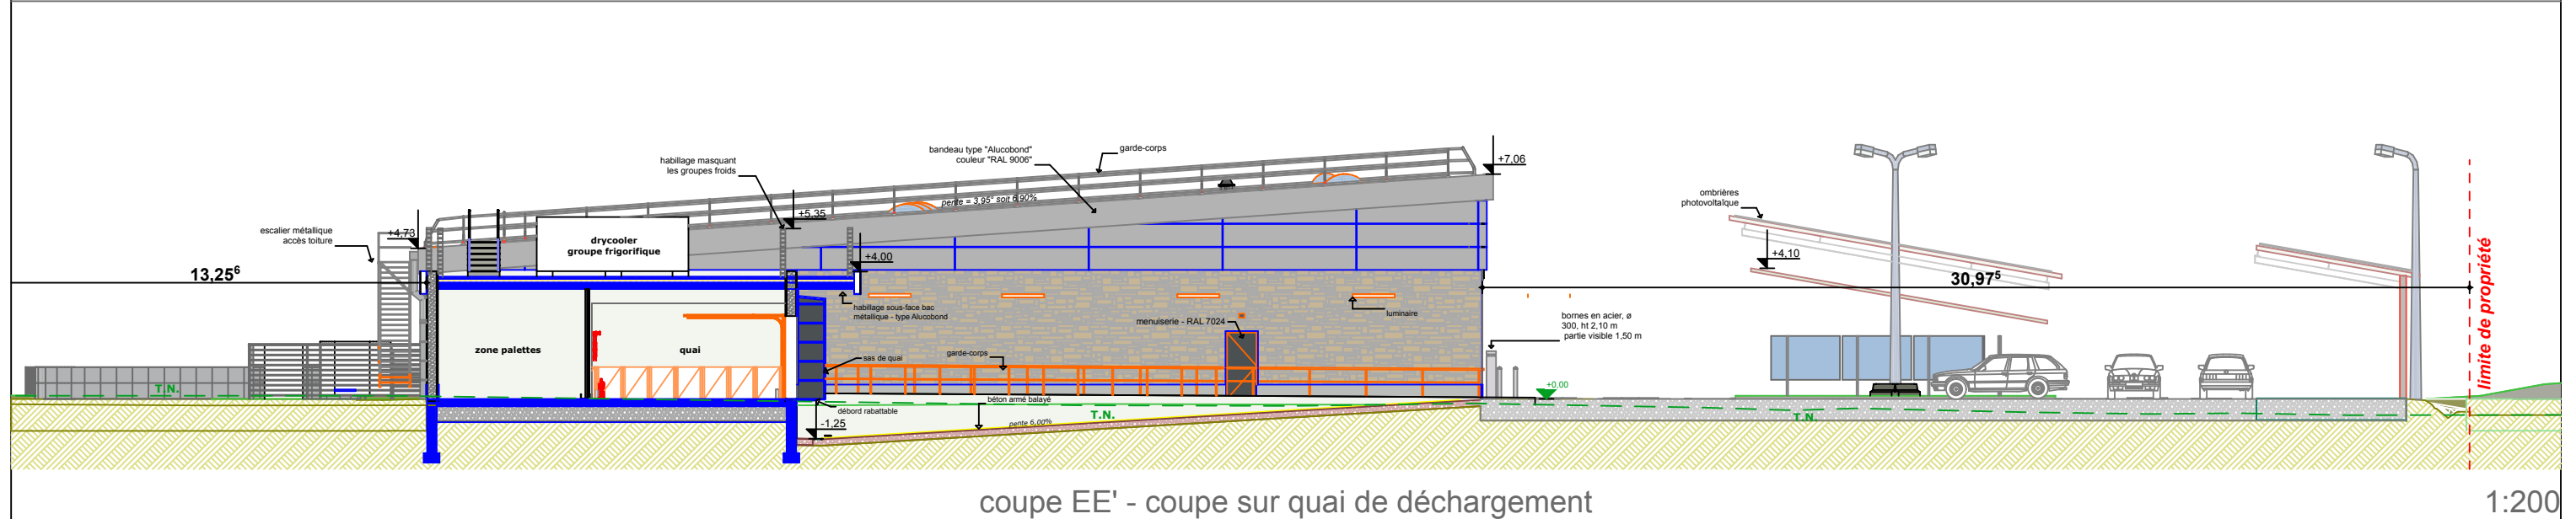 habillage masquant
les groupes froids
bandeau type "Alucobond"
couleur "RAL 9006"
garde-corps
+7,06
escalier métallique
accès toiture
+4,73
+5,35
pente = 3.95° soit 6,90%
drycooler
groupe frigorifique
+4,00
ombrières
photovoltaïque
+4,10
13,25⁶
30,97⁵
limite de propriété
habillage sous-face bac
métallique - type Alucobond
menuiserie - RAL 7024
luminaire
bornes en acier, ø
300, ht 2,10 m
partie visible 1,50 m
zone palettes
quai
sas de quai
garde-corps
T.N.
+0.00
béton armé balayé
débord rabattable
T.N.
T.N.
-1,25
pente 6,00%
coupe EE' - coupe sur quai de déchargement
1:200